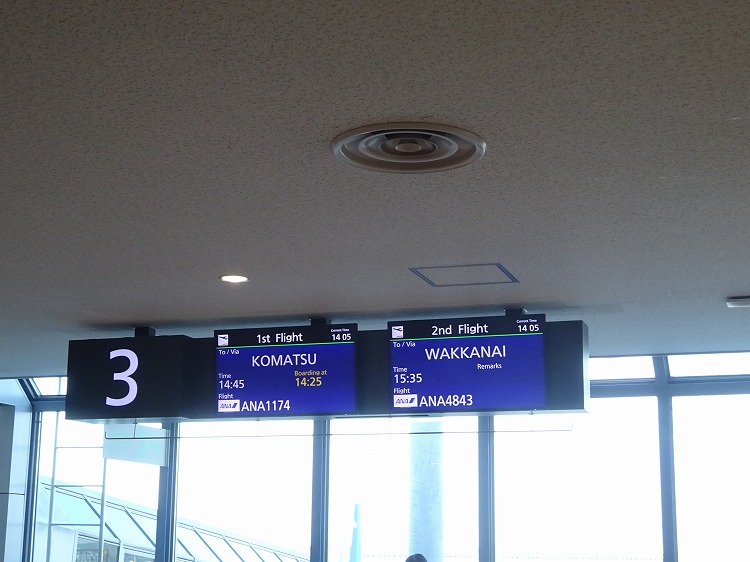 3
1st Flight
Current Time
14 05
To / Via
KOMATSU
Time
14:45
Boarding at
14:25
Flight
ANA ANA1174
2nd Flight
Current Time
14 05
To / Via
WAKKANAI
Time
15:35
Remarks
Flight
ANA ANA4843